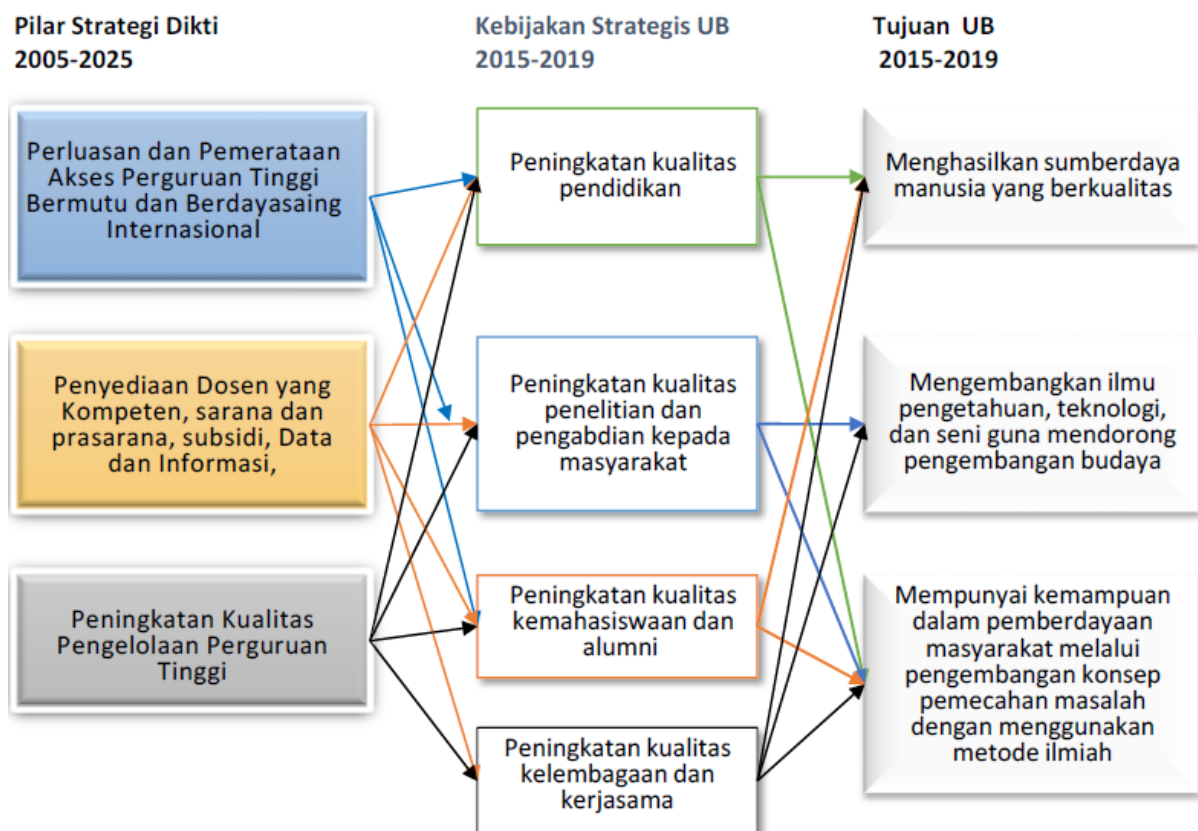 Pilar Strategi Dikti
2005-2025
Kebijakan Strategis UB
2015-2019
Tujuan UB
2015-2019
Perluasan dan Pemerataan
Akses Perguruan Tinggi
Bermutu dan Berdayasaing
Internasional
Penyediaan Dosen yang
Kompeten, sarana dan
prasarana, subsidi, Data
dan Informasi,
Peningkatan Kualitas
Pengelolaan Perguruan
Tinggi
Peningkatan kualitas
pendidikan
Peningkatan kualitas
penelitian dan
pengabdian kepada
masyarakat
Peningkatan kualitas
kemahasiswaan dan
alumni
Peningkatan kualitas
kelembagaan dan
kerjasama
Menghasilkan sumberdaya
manusia yang berkualitas
Mengembangkan ilmu
pengetahuan, teknologi,
dan seni guna mendorong
pengembangan budaya
Mempunyai kemampuan
dalam pemberdayaan
masyarakat melalui
pengembangan konsep
pemecahan masalah
dengan menggunakan
metode ilmiah